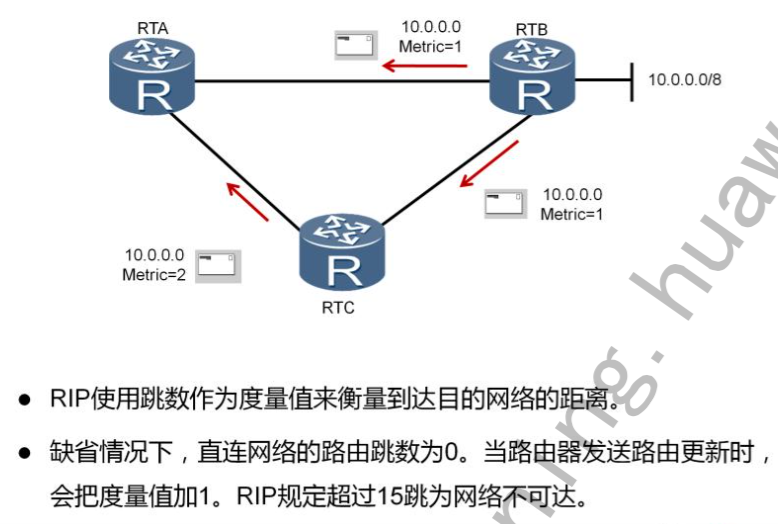 RTA
10.0.0.0
Metric=1
RTB
R
R
10.0.0.0/8
10.0.0.0
Metric=1
10.0.0.0
Metric=2
R
RTC
ning. huaw
● RIP使用跳数作为度量值来衡量到达目的网络的距离。
● 缺省情况下，直连网络的路由跳数为0。当路由器发送路由更新时，
会把度量值加1。RIP规定超过15跳为网络不可达。